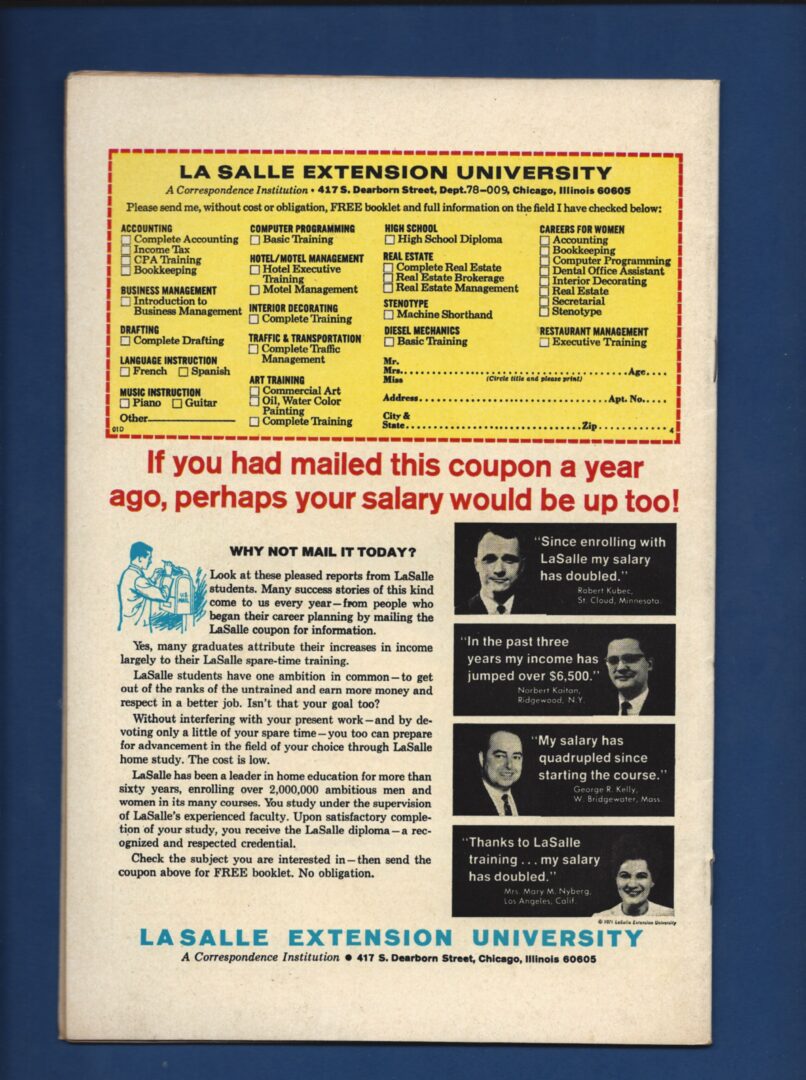 LA SALLE EXTENSION UNIVERSITY
A Correspondence Institution • 417 S. Dearborn Street, Dept.78-009, Chicago, Illinois 60605
Please send me, without cost or obligation, FREE booklet and full information on the field I have checked below:
ACCOUNTING
Complete Accounting
Income Tax
CPA Training
Bookkeeping
BUSINESS MANAGEMENT
Introduction to
Business Management
DRAFTING
Complete Drafting
LANGUAGE INSTRUCTION
French Spanish
MUSIC INSTRUCTION
Piano Guitar
Other
01D
COMPUTER PROGRAMMING
Basic Training
HOTEL/MOTEL MANAGEMENT
Hotel Executive
Training
Motel Management
INTERIOR DECORATING
Complete Training
TRAFFIC & TRANSPORTATION
Complete Traffic
Management
ART TRAINING
Commercial Art
Oil, Water Color
Painting
Complete Training
HIGH SCHOOL
High School Diploma
REAL ESTATE
Complete Real Estate
Real Estate Brokerage
Real Estate Management
STENOTYPE
Machine Shorthand
DIESEL MECHANICS
Basic Training
CAREERS FOR WOMEN
Accounting
Bookkeeping
Computer Programming
Dental Office Assistant
Interior Decorating
Real Estate
Secretarial
Stenotype
RESTAURANT MANAGEMENT
Executive Training
Mr.
Mrs. Age
Miss (Circle title and please print)
Address Apt. No.
City &
State Zip
4
If you had mailed this coupon a year
ago, perhaps your salary would be up too!
WHY NOT MAIL IT TODAY?
U.S. MAIL
Look at these pleased reports from LaSalle
students. Many success stories of this kind
come to us every year—from people who
began their career planning by mailing the
LaSalle coupon for information.
Yes, many graduates attribute their increases in income
largely to their LaSalle spare-time training.
LaSalle students have one ambition in common—to get
out of the ranks of the untrained and earn more money and
respect in a better job. Isn't that your goal too?
Without interfering with your present work—and by de-
voting only a little of your spare time—you too can prepare
for advancement in the field of your choice through LaSalle
home study. The cost is low.
LaSalle has been a leader in home education for more than
sixty years, enrolling over 2,000,000 ambitious men and
women in its many courses. You study under the supervision
of LaSalle's experienced faculty. Upon satisfactory comple-
tion of your study, you receive the LaSalle diploma—a rec-
ognized and respected credential.
Check the subject you are interested in—then send the
coupon above for FREE booklet. No obligation.
"Since enrolling with
LaSalle my salary
has doubled."
Robert Kubec,
St. Cloud, Minnesota.
"In the past three
years my income has
jumped over $6,500."
Norbert Kaitan,
Ridgewood, N.Y.
"My salary has
quadrupled since
starting the course."
George R. Kelly,
W. Bridgewater, Mass.
"Thanks to LaSalle
training . . . my salary
has doubled."
Mrs. Mary M. Nyberg,
Los Angeles, Calif.
© 1971 LaSalle Extension University
LA SALLE EXTENSION UNIVERSITY
A Correspondence Institution • 417 S. Dearborn Street, Chicago, Illinois 60605